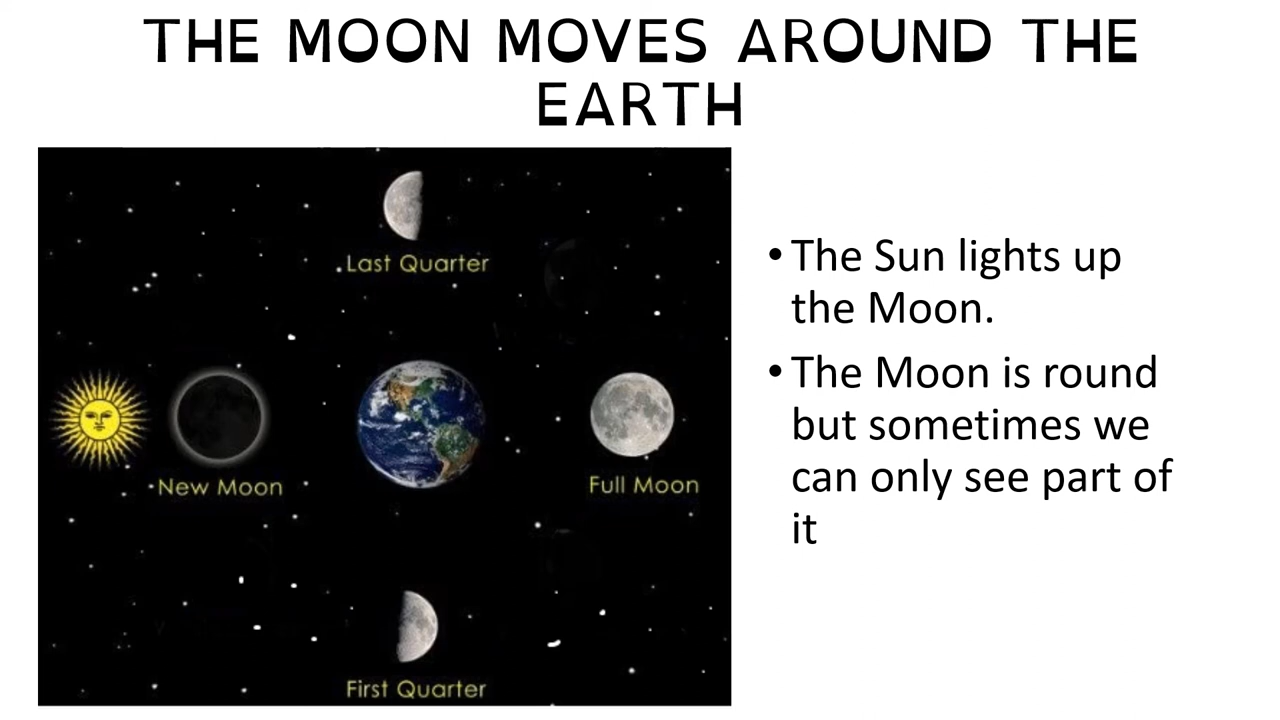 THE MOON MOVES AROUND THE
EARTH
Last Quarter
New Moon
Full Moon
First Quarter
• The Sun lights up
the Moon.
• The Moon is round
but sometimes we
can only see part of
it